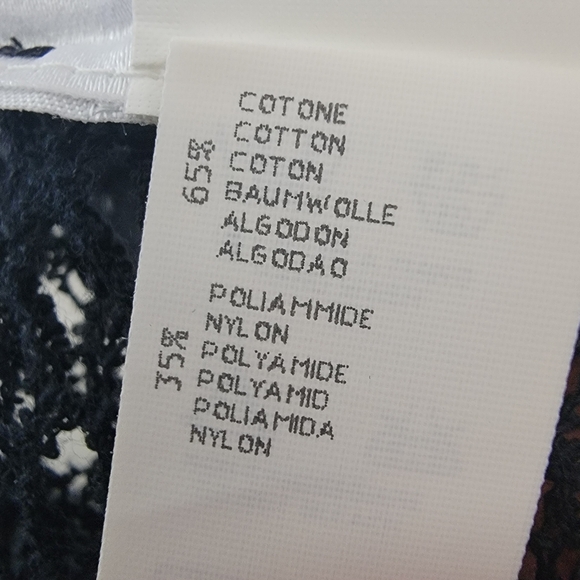 65%
COTONE
COTTON
COTON
BAUMWOLLE
ALGODON
ALGODAO
35%
POLIAMMIDE
NYLON
POLYAMIDE
POLYAMID
POLIAMIDA
NYLON